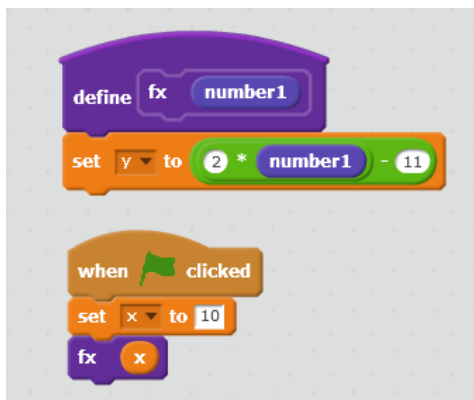 define fx number1
set y to 2 * number1 - 11
when clicked
set x to 10
fx x